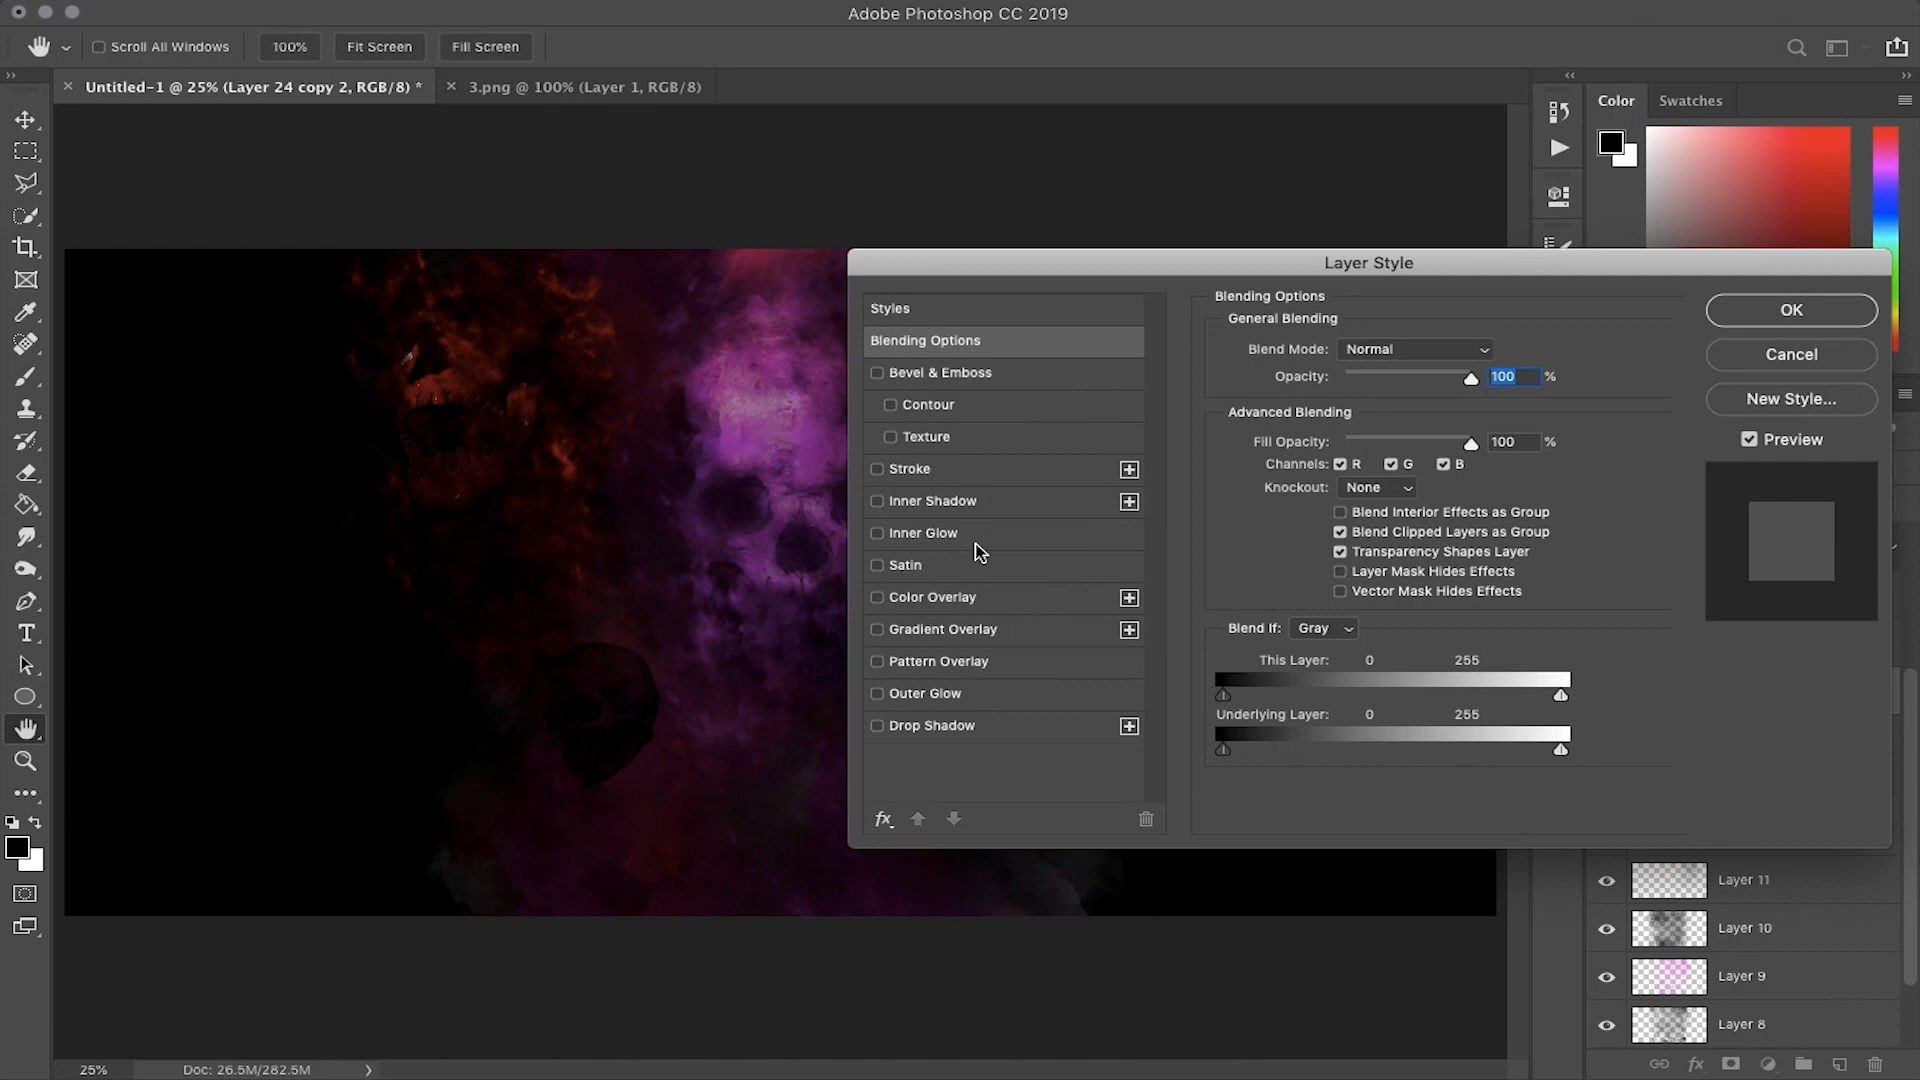 Adobe Photoshop CC 2019
Scroll All Windows
100%
Fit Screen
Fill Screen
Untitled-1 @ 25% (Layer 24 copy 2, RGB/8) *
3.png @ 100% (Layer 1, RGB/8)
Color
Swatches
Layer Style
Styles
Blending Options
Bevel & Emboss
Contour
Texture
Stroke
Inner Shadow
Inner Glow
Satin
Color Overlay
Gradient Overlay
Pattern Overlay
Outer Glow
Drop Shadow
fx
Blending Options
General Blending
Blend Mode: Normal
Opacity: 100 %
Advanced Blending
Fill Opacity: 100 %
Channels: R G B
Knockout: None
Blend Interior Effects as Group
Blend Clipped Layers as Group
Transparency Shapes Layer
Layer Mask Hides Effects
Vector Mask Hides Effects
Blend If: Gray
This Layer: 0 255
Underlying Layer: 0 255
OK
Cancel
New Style...
Preview
Layer 11
Layer 10
Layer 9
Layer 8
fx
25%
Doc: 26.5M/282.5M